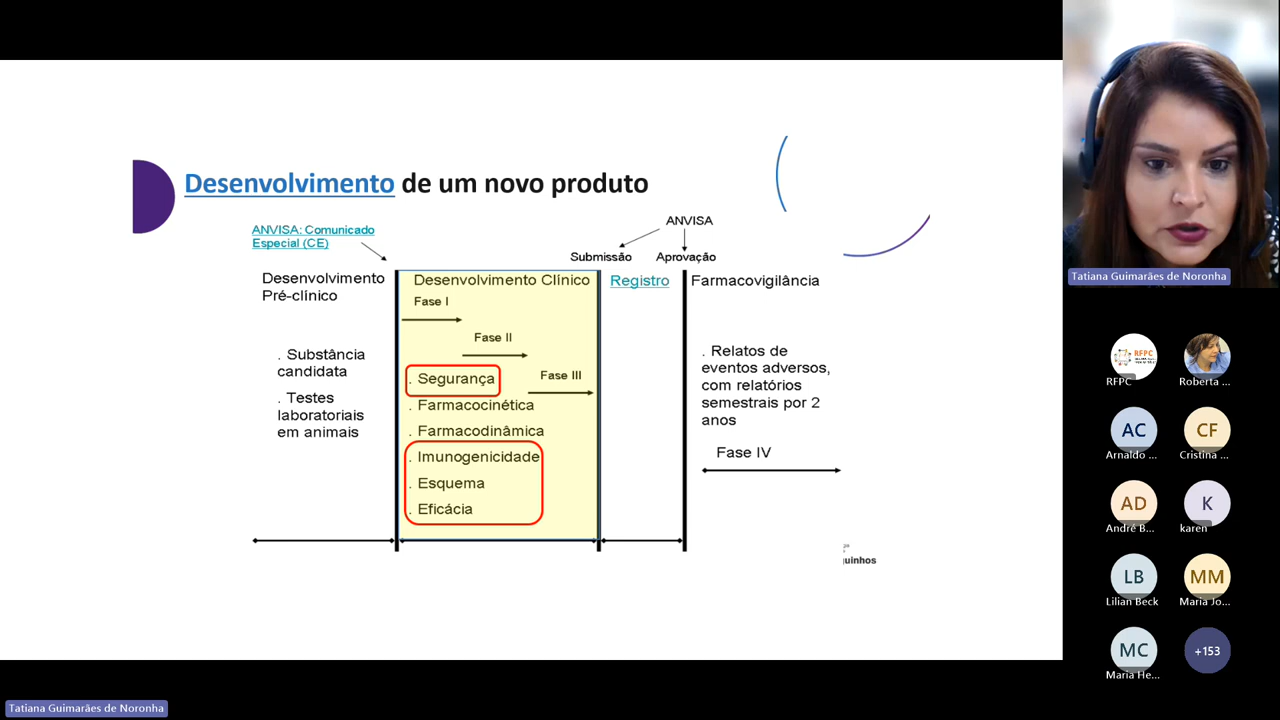 Desenvolvimento de um novo produto
ANVISA: Comunicado
Especial (CE)
ANVISA
Submissão
Aprovação
Desenvolvimento
Pré-clínico
Desenvolvimento Clínico
Registro
Farmacovigilância
Fase I
Fase II
Fase III
. Substância
candidata
. Testes
laboratoriais
em animais
. Segurança
. Farmacocinética
. Farmacodinâmica
. Imunogenicidade
. Esquema
. Eficácia
. Relatos de
eventos adversos,
com relatórios
semestrais por 2
anos
Fase IV
guinhos
Tatiana Guimarães de Noronha
RFPC
RFPC
Roberta ...
AC
Arnaldo ...
CF
Cristina ...
AD
André B...
K
karen
LB
Lilian Beck
MM
Maria Jo...
MC
Maria He...
+153
Tatiana Guimarães de Noronha